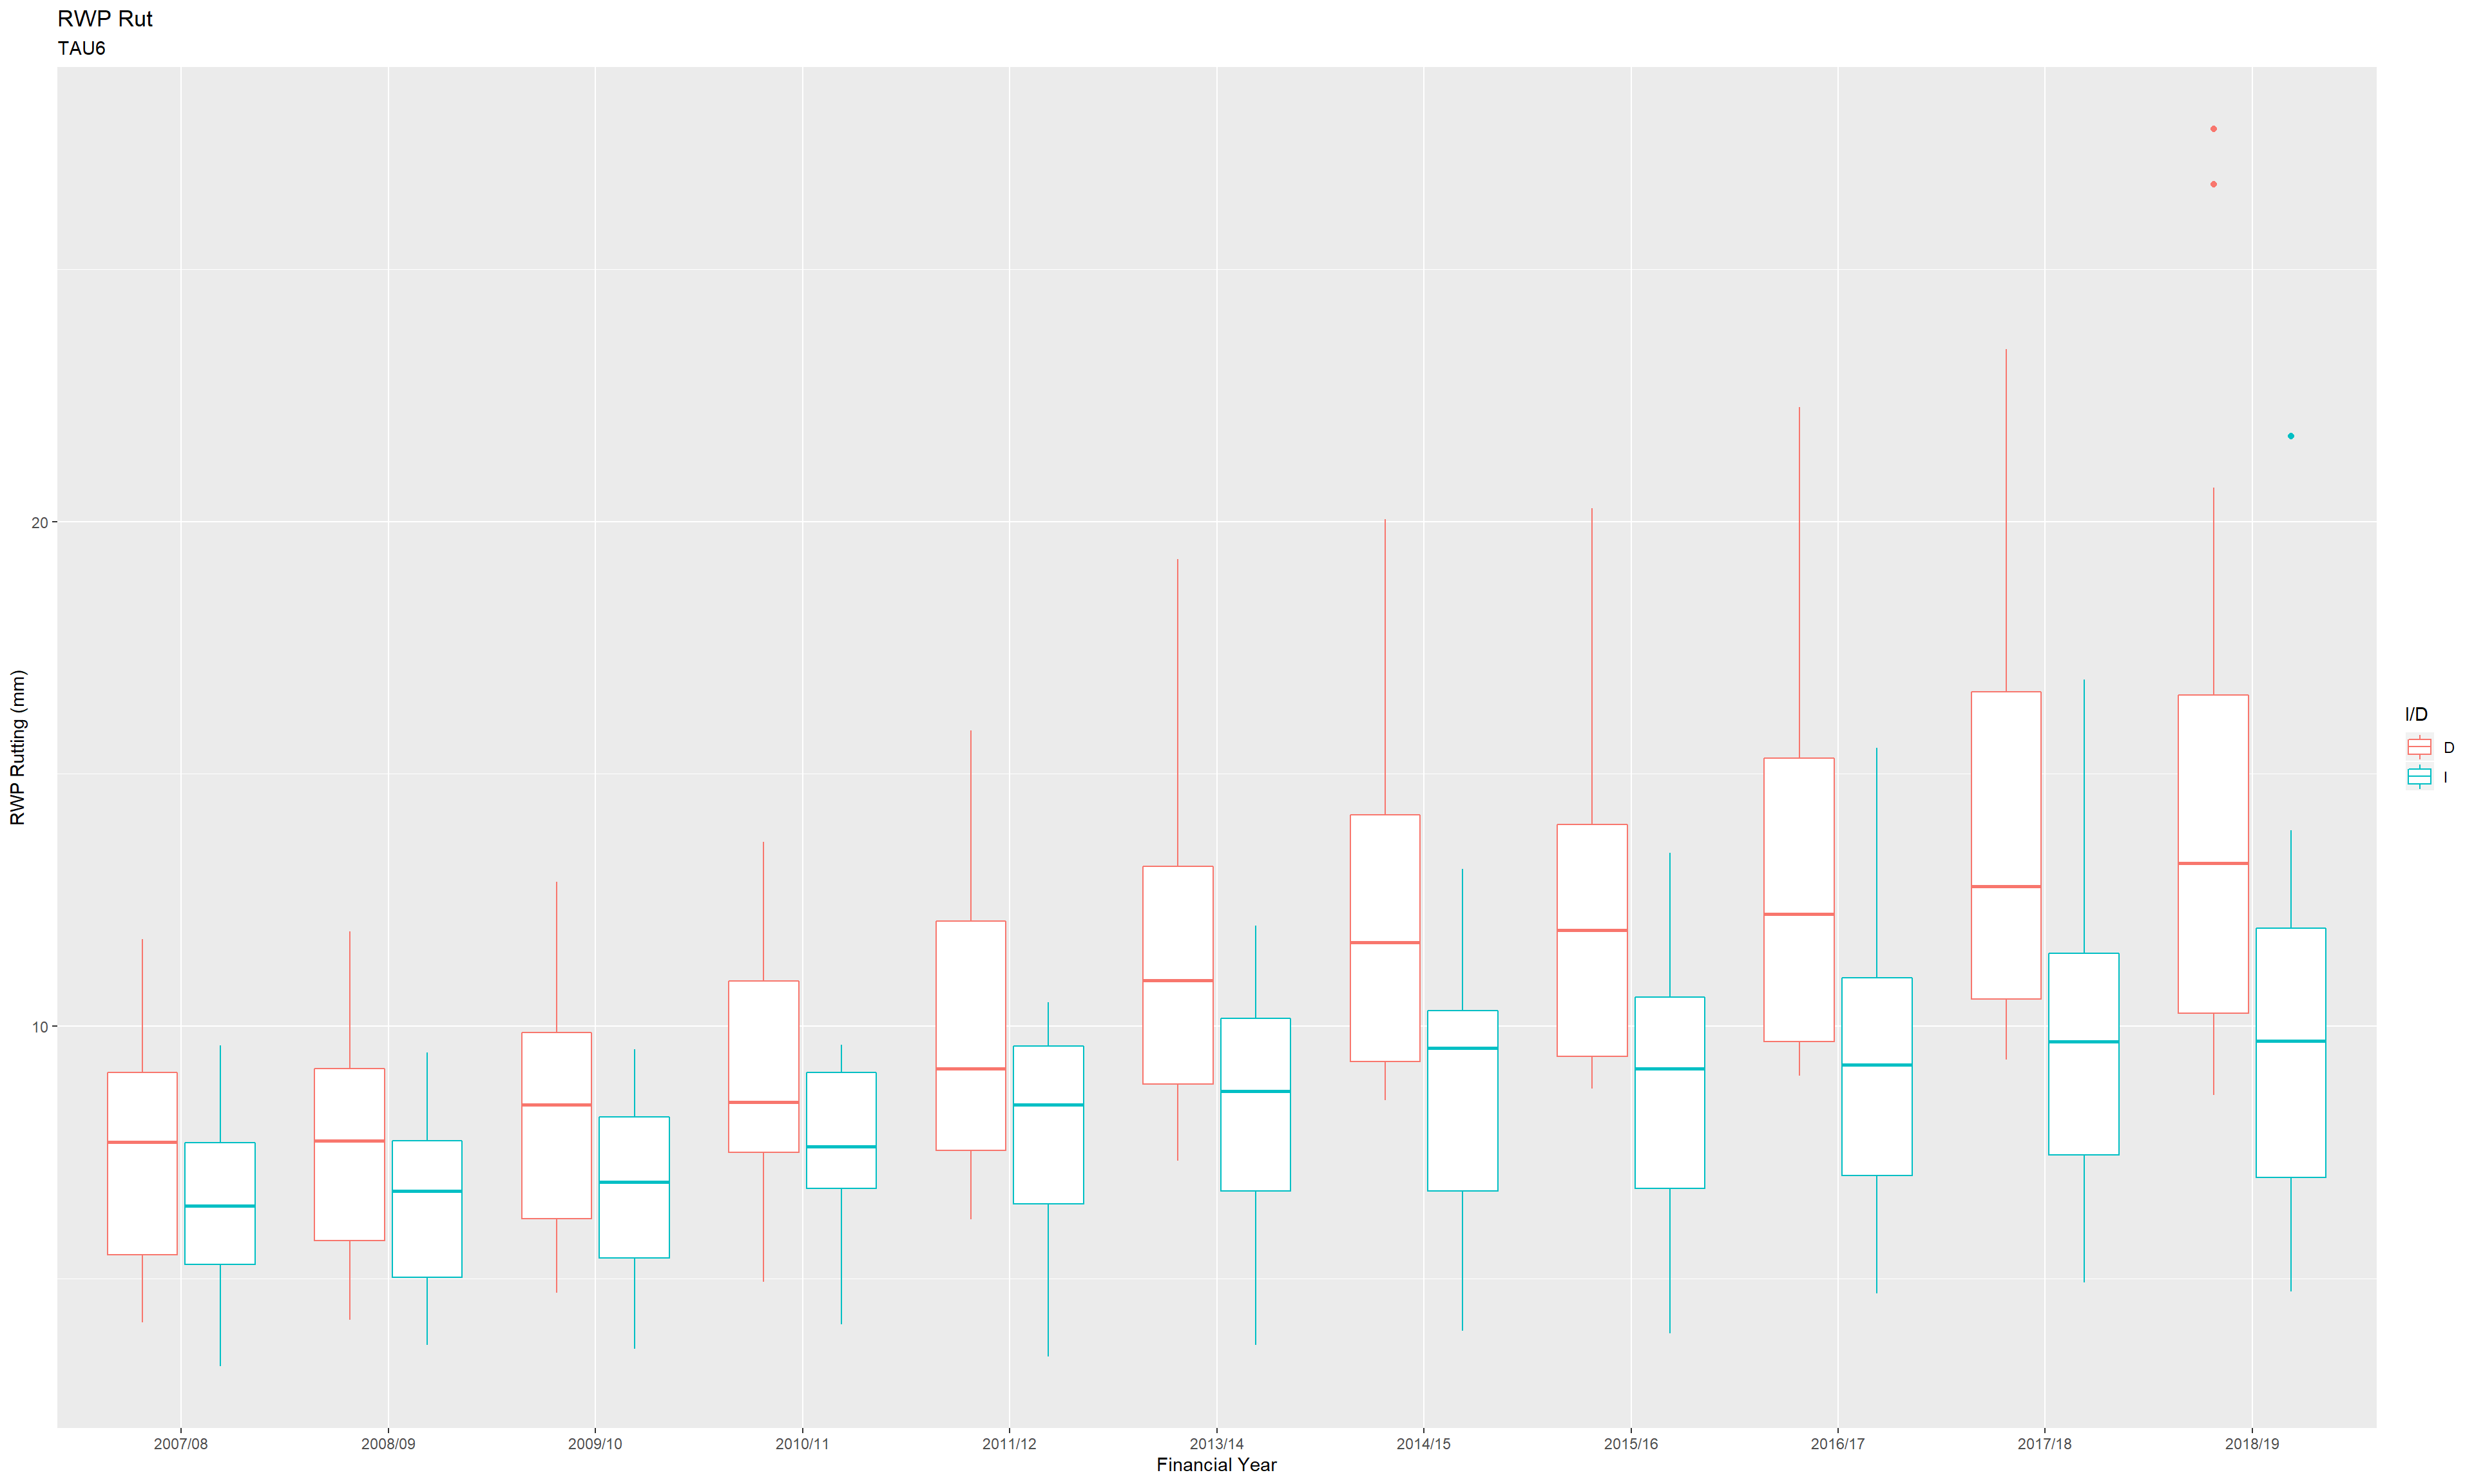 RWP Rut
TAU6
RWP Rutting (mm)
20
10
2007/08
2008/09
2009/10
2010/11
2011/12
2013/14
2014/15
2015/16
2016/17
2017/18
2018/19
Financial Year
I/D
D
I